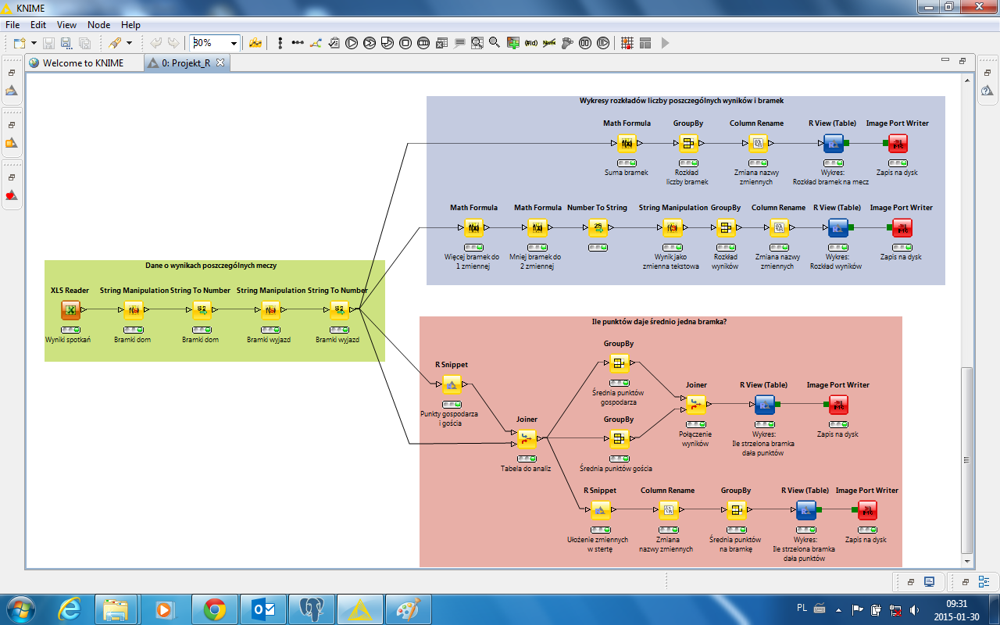 KNIME
File Edit View Node Help
80%
Welcome to KNIME
0: Projekt_R
Wykresy rozkładów liczby poszczególnych wyników i bramek
Math Formula GroupBy Column Rename R View (Table) Image Port Writer
Suma bramek Rozkład Zmiana nazwy Wykres: Zapis na dysk
liczby bramek zmiennych Rozkład bramek na mecz
Math Formula Math Formula Number To String String Manipulation GroupBy Column Rename R View (Table) Image Port Writer
Więcej bramek do Mniej bramek do Wynik jako Rozkład Zmiana nazwy Wykres: Zapis na dysk
1 zmiennej 2 zmiennej zmienna tekstowa wyników zmiennych Rozkład wyników
Dane o wynikach poszczególnych meczy
XLS Reader String Manipulation String To Number String Manipulation String To Number
Wyniki spotkań Bramki dom Bramki dom Bramki wyjazd Bramki wyjazd
Ile punktów daje średnio jedna bramka?
GroupBy
Średnia punktów
gospodarza
R Snippet
Punkty gospodarza
i gościa
Joiner
Tabela do analiz
GroupBy
Średnia punktów gościa
Joiner R View (Table) Image Port Writer
Połączenie Wykres: Zapis na dysk
wyników Ile strzelona bramka
dała punktów
R Snippet Column Rename GroupBy R View (Table) Image Port Writer
Ułożenie zmiennych Zmiana Średnia punktów Wykres: Zapis na dysk
w stertę nazwy zmiennych na bramkę Ile strzelona bramka
dała punktów
PL
09:31
2015-01-30